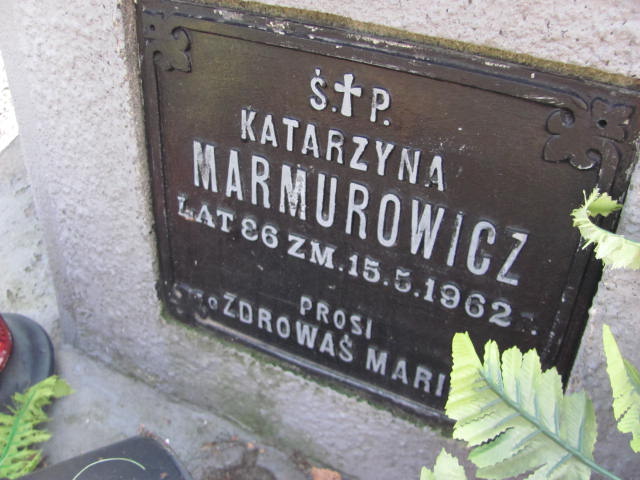 Ś.✝P.
KATARZYNA
MARMUROWICZ
LAT 86 ZM. 15.5.1962 r.
PROSI
o ZDROWAŚ MARI